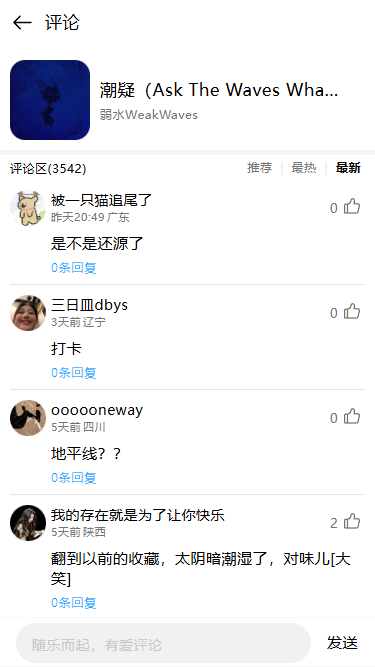 评论
潮疑（Ask The Waves Wha...
弱水WeakWaves
评论区(3542)
推荐 | 最热 | 最新
被一只猫追尾了
昨天20:49 广东
0
是不是还源了
0条回复
三日皿dbys
3天前 辽宁
0
打卡
0条回复
oooooneway
5天前 四川
0
地平线？？
0条回复
我的存在就是为了让你快乐
5天前 陕西
2
翻到以前的收藏，太阴暗潮湿了，对味儿[大
笑]
0条回复
随乐而起，有爱评论
发送